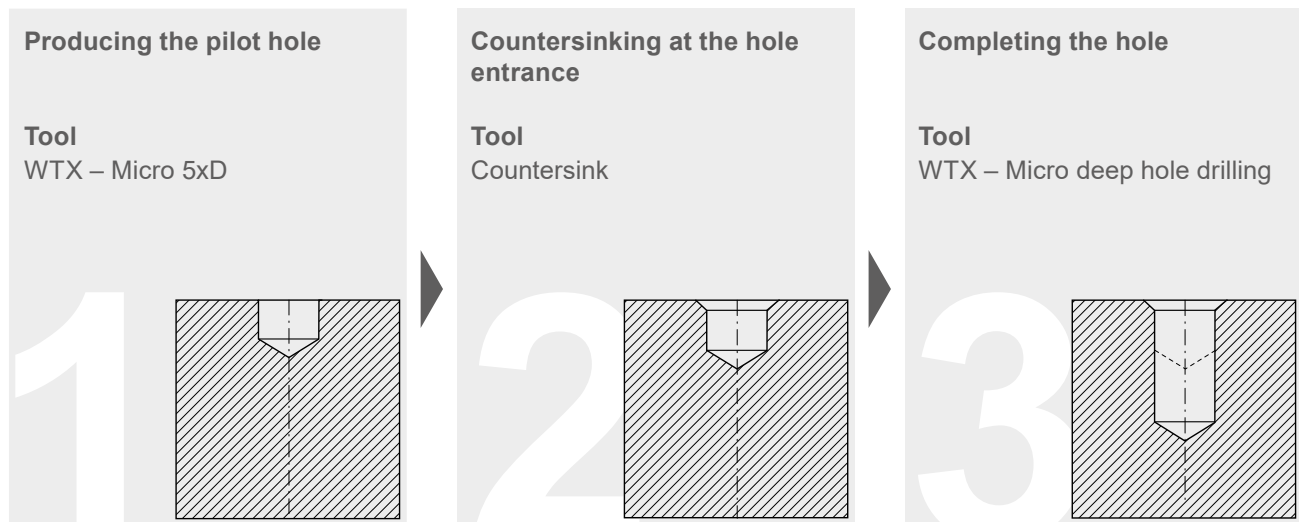 Producing the pilot hole
Tool
WTX – Micro 5xD
1
Countersinking at the hole
entrance
Tool
Countersink
2
Completing the hole
Tool
WTX – Micro deep hole drilling
3